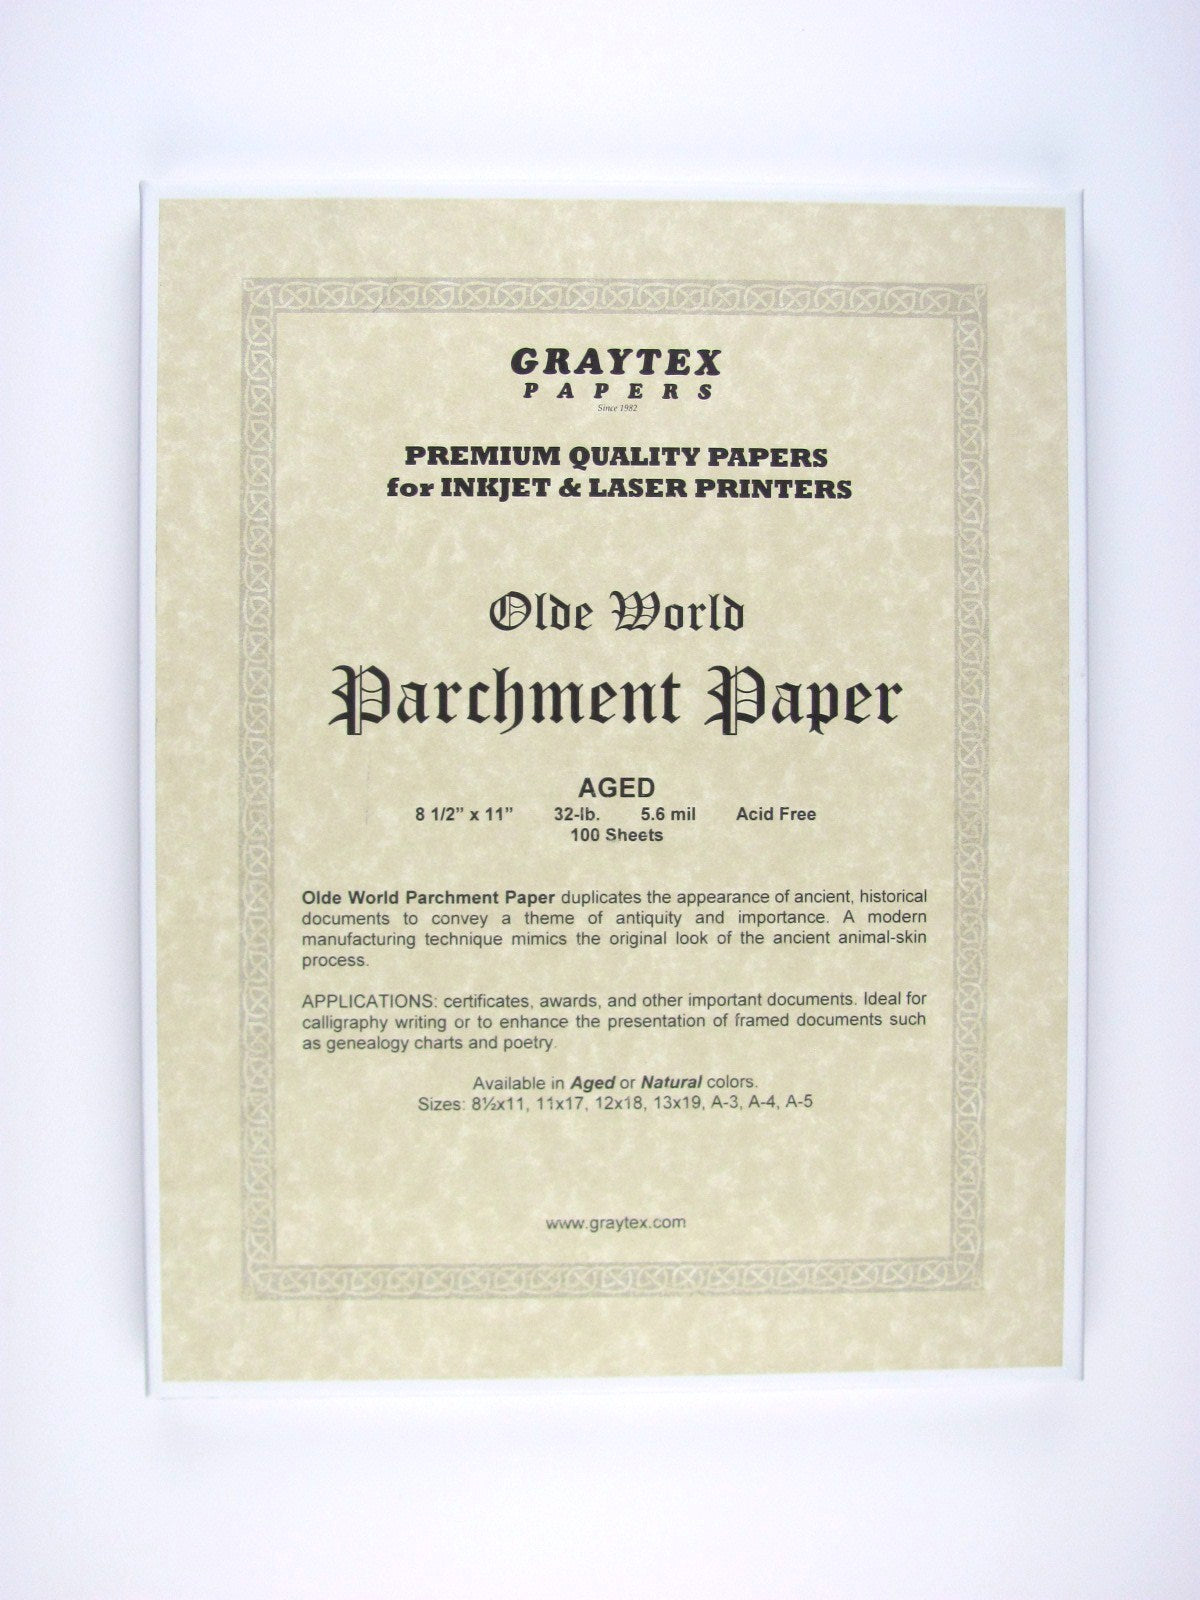 GRAYTEX
PAPERS
Since 1982
PREMIUM QUALITY PAPERS
for INKJET & LASER PRINTERS
Olde World
Parchment Paper
AGED
8 1/2” x 11” 32-lb. 5.6 mil Acid Free
100 Sheets
Olde World Parchment Paper duplicates the appearance of ancient, historical
documents to convey a theme of antiquity and importance. A modern
manufacturing technique mimics the original look of the ancient animal-skin
process.
APPLICATIONS: certificates, awards, and other important documents. Ideal for
calligraphy writing or to enhance the presentation of framed documents such
as genealogy charts and poetry.
Available in Aged or Natural colors.
Sizes: 8½x11, 11x17, 12x18, 13x19, A-3, A-4, A-5
www.graytex.com